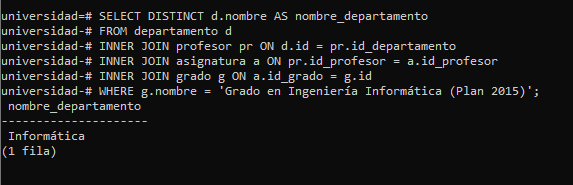 universidad=# SELECT DISTINCT d.nombre AS nombre_departamento
universidad-# FROM departamento d
universidad-# INNER JOIN profesor pr ON d.id = pr.id_departamento
universidad-# INNER JOIN asignatura a ON pr.id_profesor = a.id_profesor
universidad-# INNER JOIN grado g ON a.id_grado = g.id
universidad-# WHERE g.nombre = 'Grado en Ingeniería Informática (Plan 2015)';
nombre_departamento
---------------------
Informática
(1 fila)